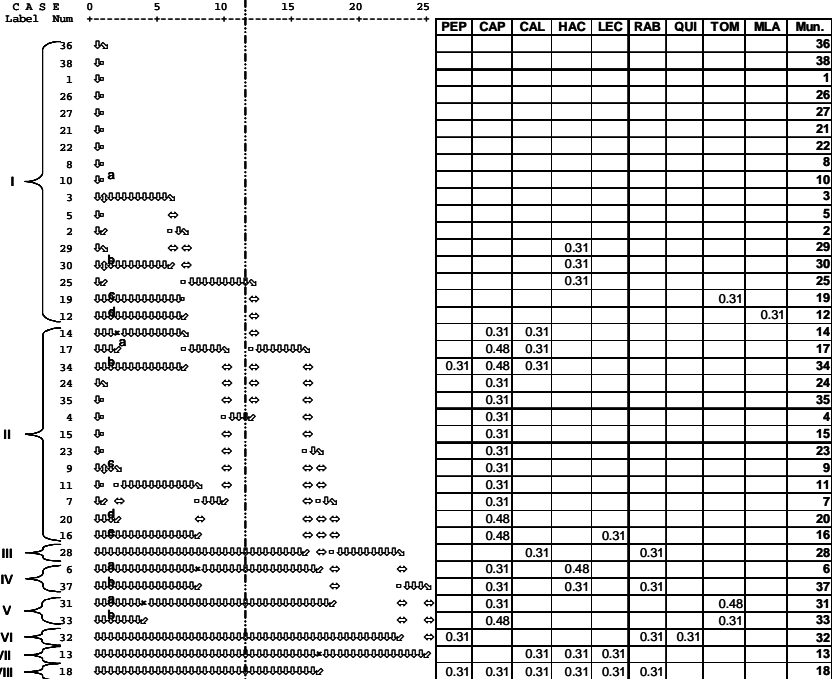 C A S E 0 5 10 15 20 25
Label Num PEP CAP CAL HAC LEC RAB QUI TOM MLA Mun.
36 36
38 38
1 1
26 26
27 27
21 21
22 22
8 8
I 10 a 10
3 3
5 5
2 2
29 0.31 29
30 b 0.31 30
25 0.31 25
19 c 0.31 19
12 d 0.31 12
14 0.31 0.31 14
17 a 0.48 0.31 17
34 b 0.31 0.48 0.31 34
24 0.31 24
35 0.31 35
4 0.31 4
II 15 0.31 15
23 0.31 23
9 c 0.31 9
11 0.31 11
7 0.31 7
20 d 0.48 20
16 e 0.48 0.31 16
III 28 0.31 0.31 28
IV 6 a 0.31 0.48 6
37 b 0.31 0.31 0.31 37
V 31 a 0.31 0.48 31
33 b 0.48 0.31 33
VI 32 0.31 0.31 0.31 32
VII 13 0.31 0.31 0.31 13
VIII 18 0.31 0.31 0.31 0.31 0.31 0.31 18